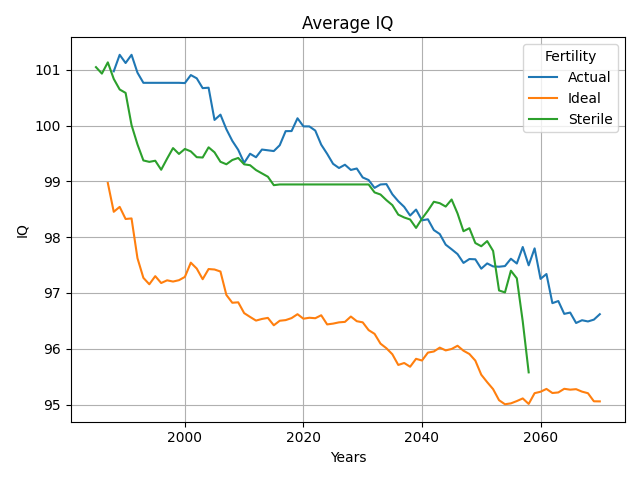 Average IQ
Fertility
Actual
Ideal
Sterile
IQ
101
100
99
98
97
96
95
2000 2020 2040 2060
Years